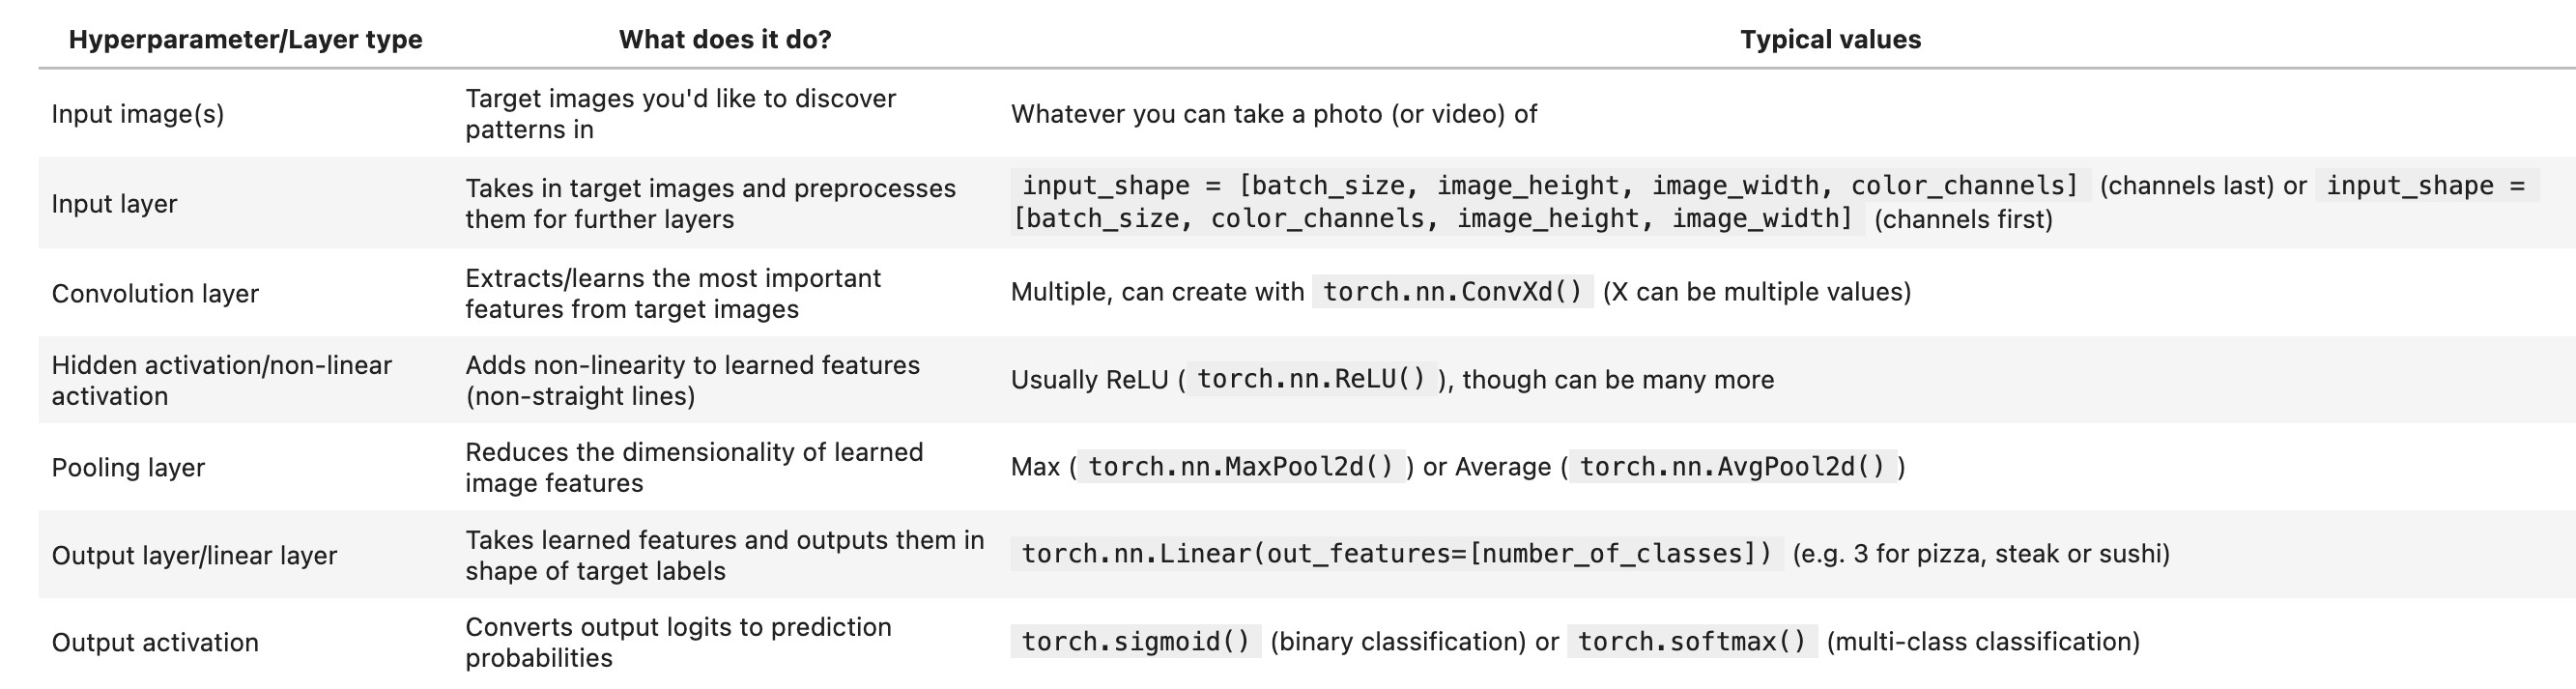 Hyperparameter/Layer type What does it do? Typical values
Input image(s) Target images you'd like to discover
patterns in Whatever you can take a photo (or video) of
Input layer Takes in target images and preprocesses
them for further layers input_shape = [batch_size, image_height, image_width, color_channels] (channels last) or input_shape =
[batch_size, color_channels, image_height, image_width] (channels first)
Convolution layer Extracts/learns the most important
features from target images Multiple, can create with torch.nn.ConvXd() (X can be multiple values)
Hidden activation/non-linear
activation Adds non-linearity to learned features
(non-straight lines) Usually ReLU ( torch.nn.ReLU() ), though can be many more
Pooling layer Reduces the dimensionality of learned
image features Max ( torch.nn.MaxPool2d() ) or Average ( torch.nn.AvgPool2d() )
Output layer/linear layer Takes learned features and outputs them in
shape of target labels torch.nn.Linear(out_features=[number_of_classes]) (e.g. 3 for pizza, steak or sushi)
Output activation Converts output logits to prediction
probabilities torch.sigmoid() (binary classification) or torch.softmax() (multi-class classification)